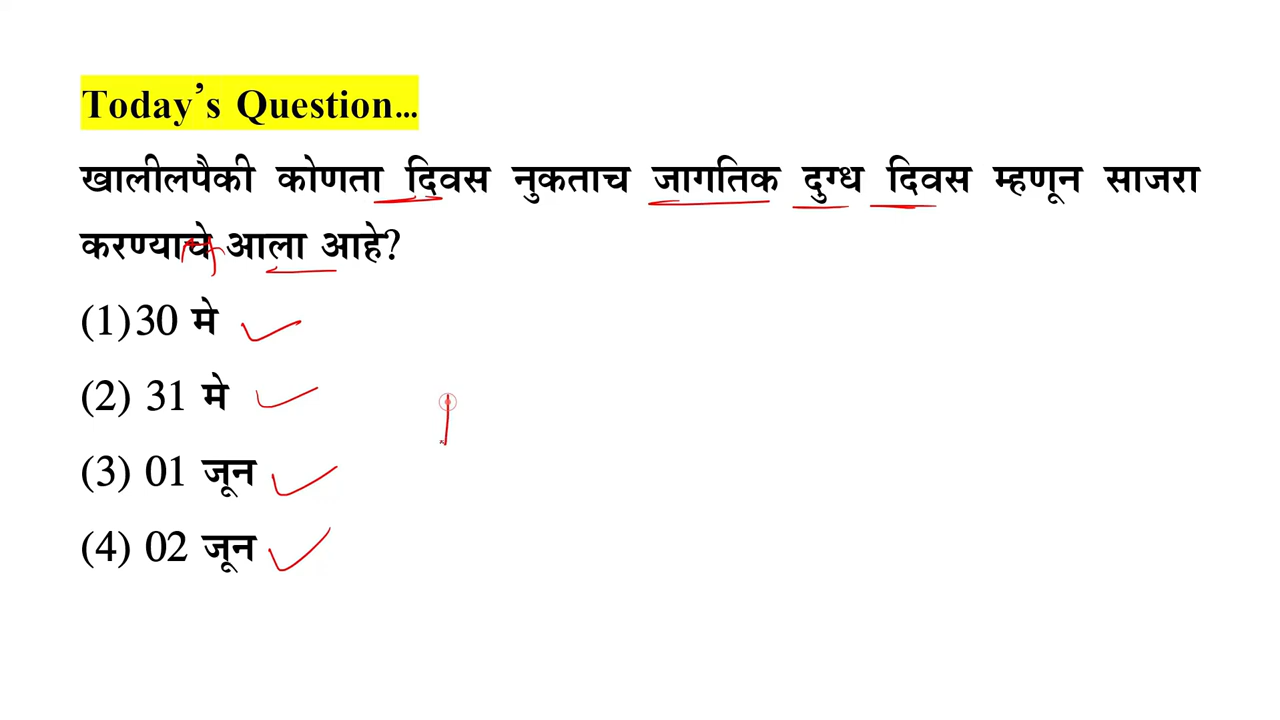 Today's Question...
खालीलपैकी कोणता दिवस नुकताच जागतिक दुग्ध दिवस म्हणून साजरा
करण्याचे आला आहे?
(1) 30 मे
(2) 31 मे
(3) 01 जून
(4) 02 जून